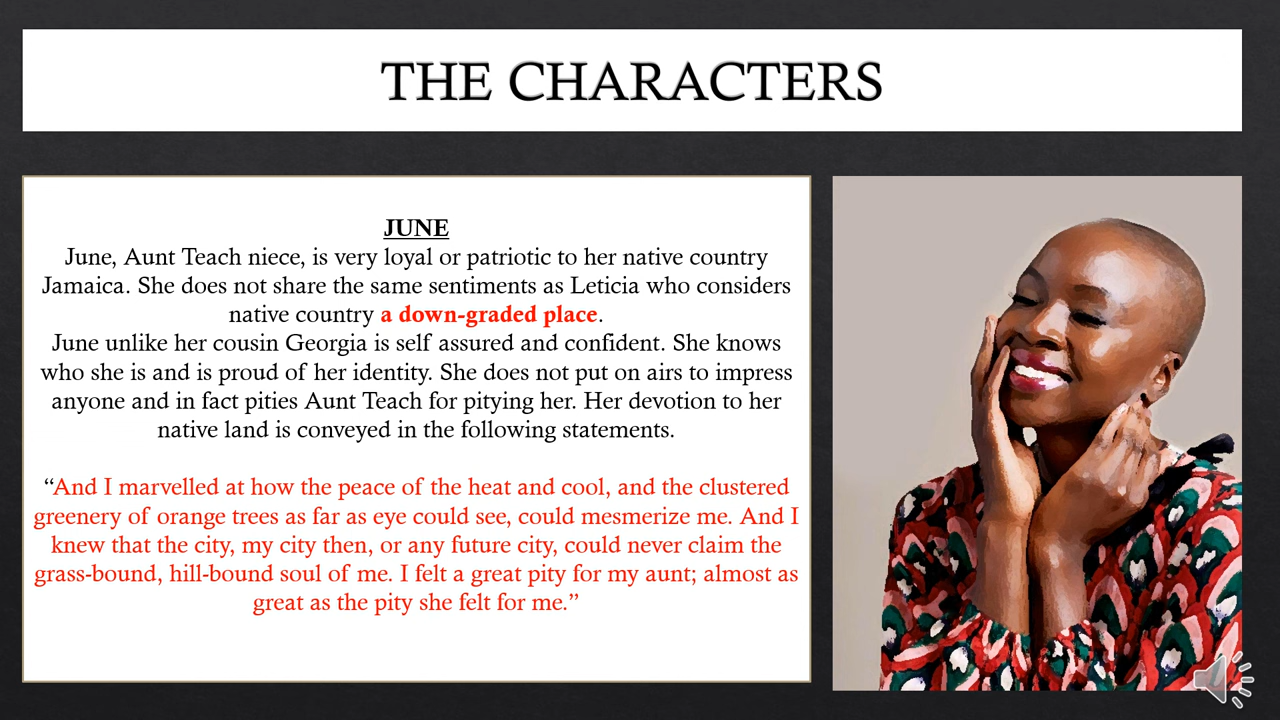 THE CHARACTERS
JUNE
June, Aunt Teach niece, is very loyal or patriotic to her native country
Jamaica. She does not share the same sentiments as Leticia who considers
native country a down-graded place.
June unlike her cousin Georgia is self assured and confident. She knows
who she is and is proud of her identity. She does not put on airs to impress
anyone and in fact pities Aunt Teach for pitying her. Her devotion to her
native land is conveyed in the following statements.
“And I marvelled at how the peace of the heat and cool, and the clustered
greenery of orange trees as far as eye could see, could mesmerize me. And I
knew that the city, my city then, or any future city, could never claim the
grass-bound, hill-bound soul of me. I felt a great pity for my aunt; almost as
great as the pity she felt for me.”